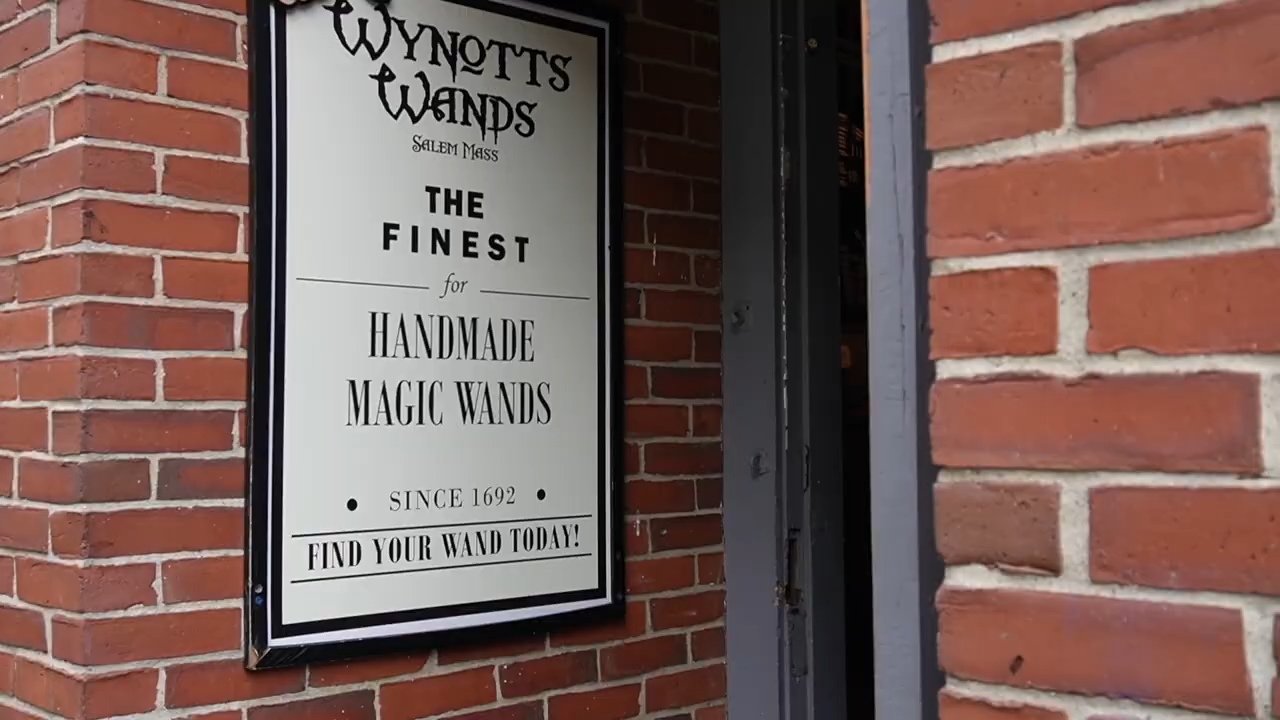 WYNOTTS
WANDS
SALEM MASS
THE
FINEST
for
HANDMADE
MAGIC WANDS
• SINCE 1692 •
FIND YOUR WAND TODAY!